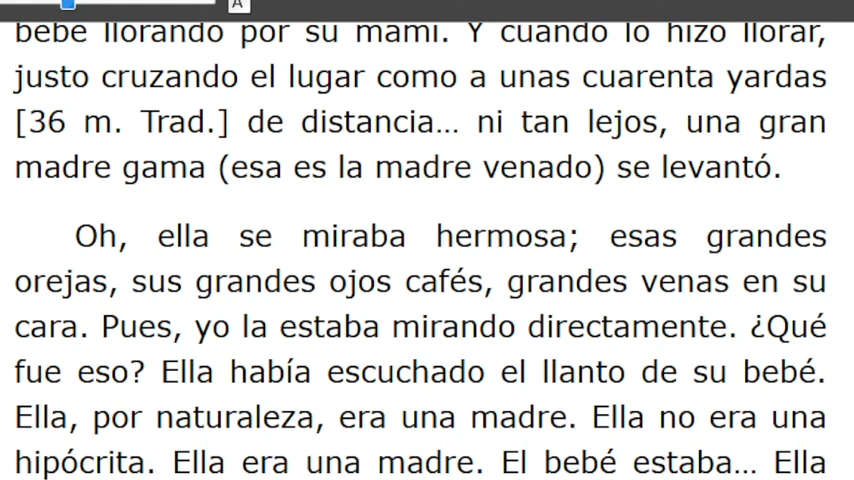 A
bebé llorando por su mami. Y cuando lo hizo llorar,
justo cruzando el lugar como a unas cuarenta yardas
[36 m. Trad.] de distancia… ni tan lejos, una gran
madre gama (esa es la madre venado) se levantó.
Oh, ella se miraba hermosa; esas grandes
orejas, sus grandes ojos cafés, grandes venas en su
cara. Pues, yo la estaba mirando directamente. ¿Qué
fue eso? Ella había escuchado el llanto de su bebé.
Ella, por naturaleza, era una madre. Ella no era una
hipócrita. Ella era una madre. El bebé estaba… Ella